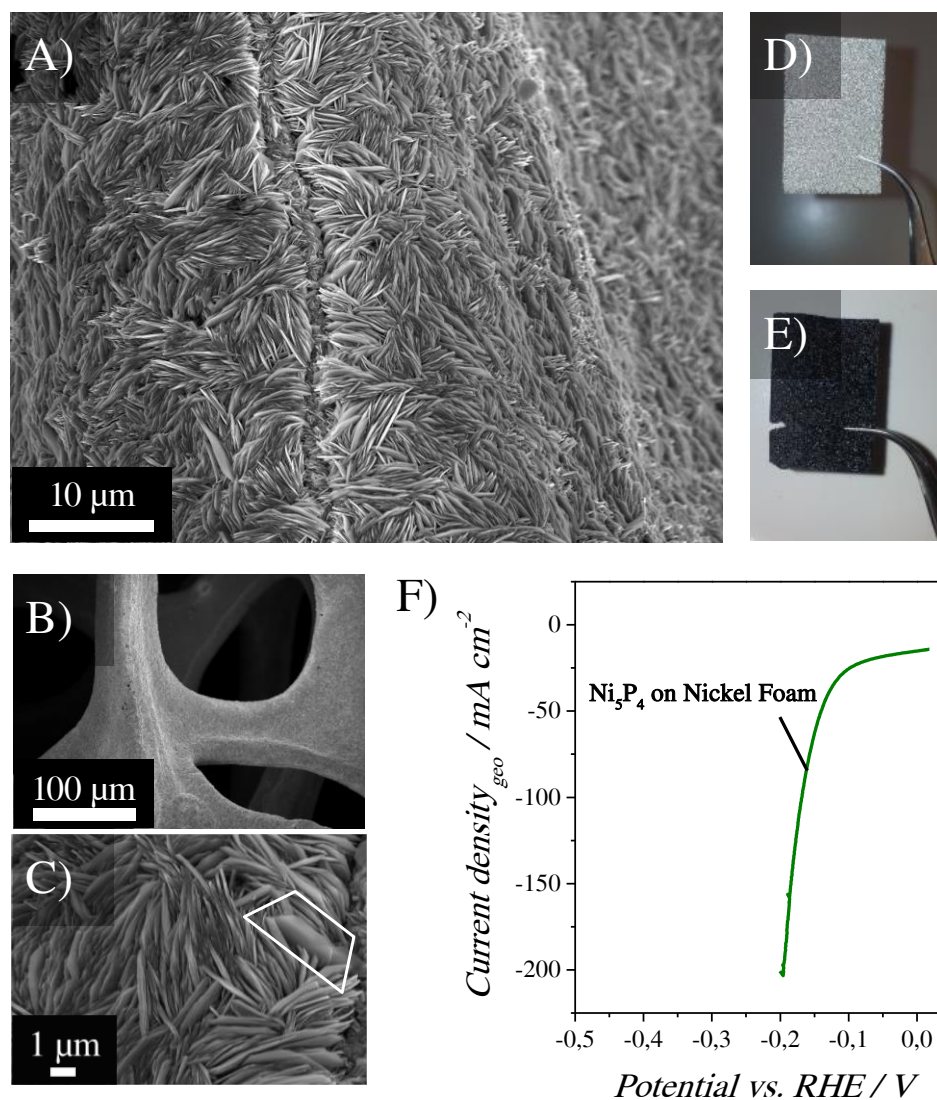 A)
10 µm
D)
E)
B)
100 µm
C)
1 µm
F)
0
-50
-100
-150
-200
Ni₅P₄ on Nickel Foam
Current density_geo / mA cm⁻²
-0,5 -0,4 -0,3 -0,2 -0,1 0,0
Potential vs. RHE / V